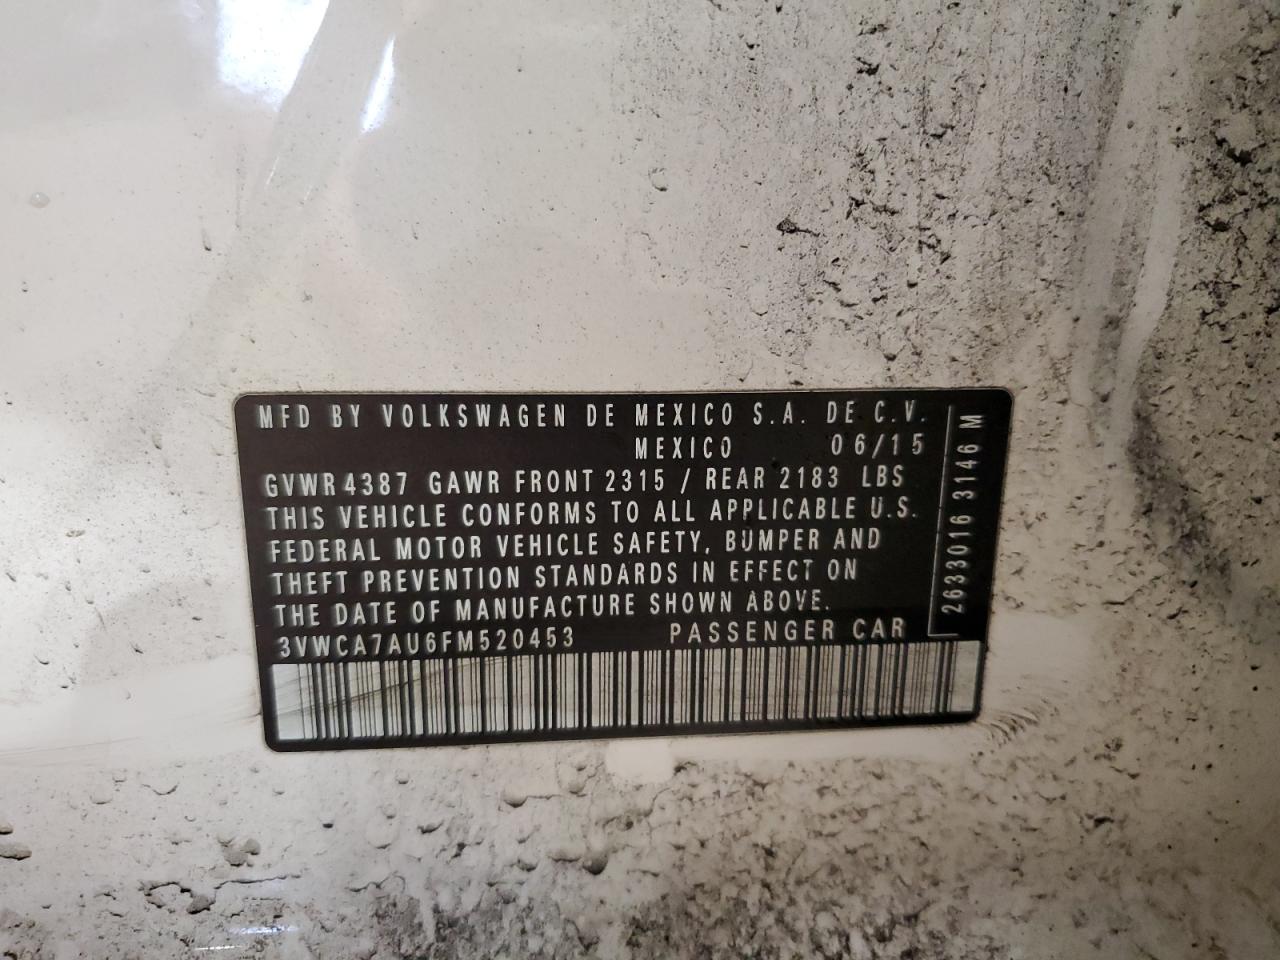 MFD BY VOLKSWAGEN DE MEXICO S.A. DE C.V.
MEXICO 06/15
GVWR 4387 GAWR FRONT 2315 / REAR 2183 LBS
THIS VEHICLE CONFORMS TO ALL APPLICABLE U.S.
FEDERAL MOTOR VEHICLE SAFETY, BUMPER AND
THEFT PREVENTION STANDARDS IN EFFECT ON
THE DATE OF MANUFACTURE SHOWN ABOVE.
3VWCA7AU6FM520453 PASSENGER CAR
2633016 3146 M